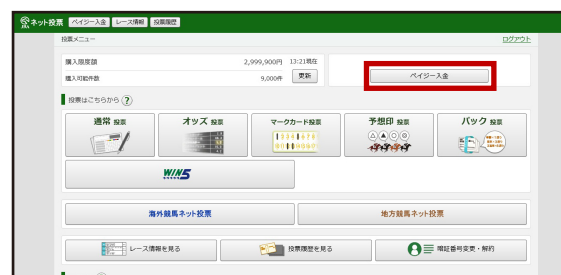 ネット投票 ペイジー入金 レース情報 投票履歴
投票メニュー ログアウト
購入限度額 2,999,900円 13:21現在
購入可能件数 9,000件 更新
ペイジー入金
投票はこちらから ?
通常 投票 オッズ 投票 マークカード投票 予想印 投票 パック 投票
WIN5
海外競馬ネット投票 地方競馬ネット投票
レース情報を見る 投票履歴を見る 暗証番号変更・解約